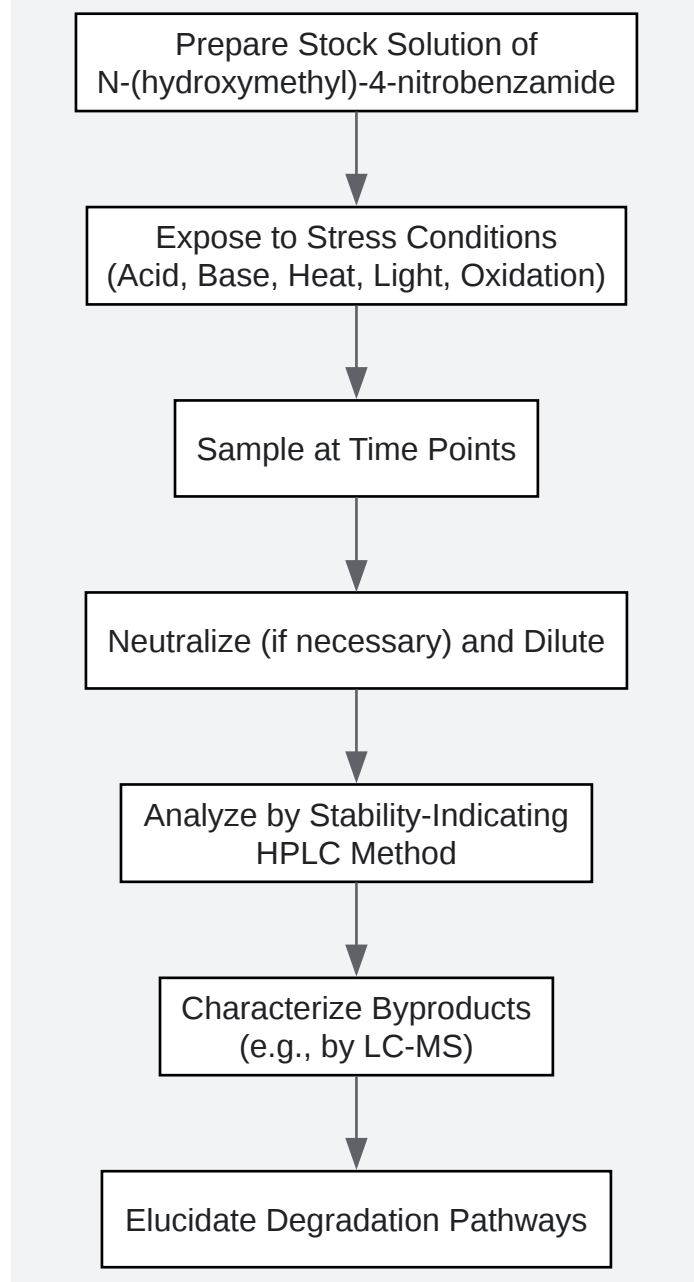 Prepare Stock Solution of
N-(hydroxymethyl)-4-nitrobenzamide
Expose to Stress Conditions
(Acid, Base, Heat, Light, Oxidation)
Sample at Time Points
Neutralize (if necessary) and Dilute
Analyze by Stability-Indicating
HPLC Method
Characterize Byproducts
(e.g., by LC-MS)
Elucidate Degradation Pathways